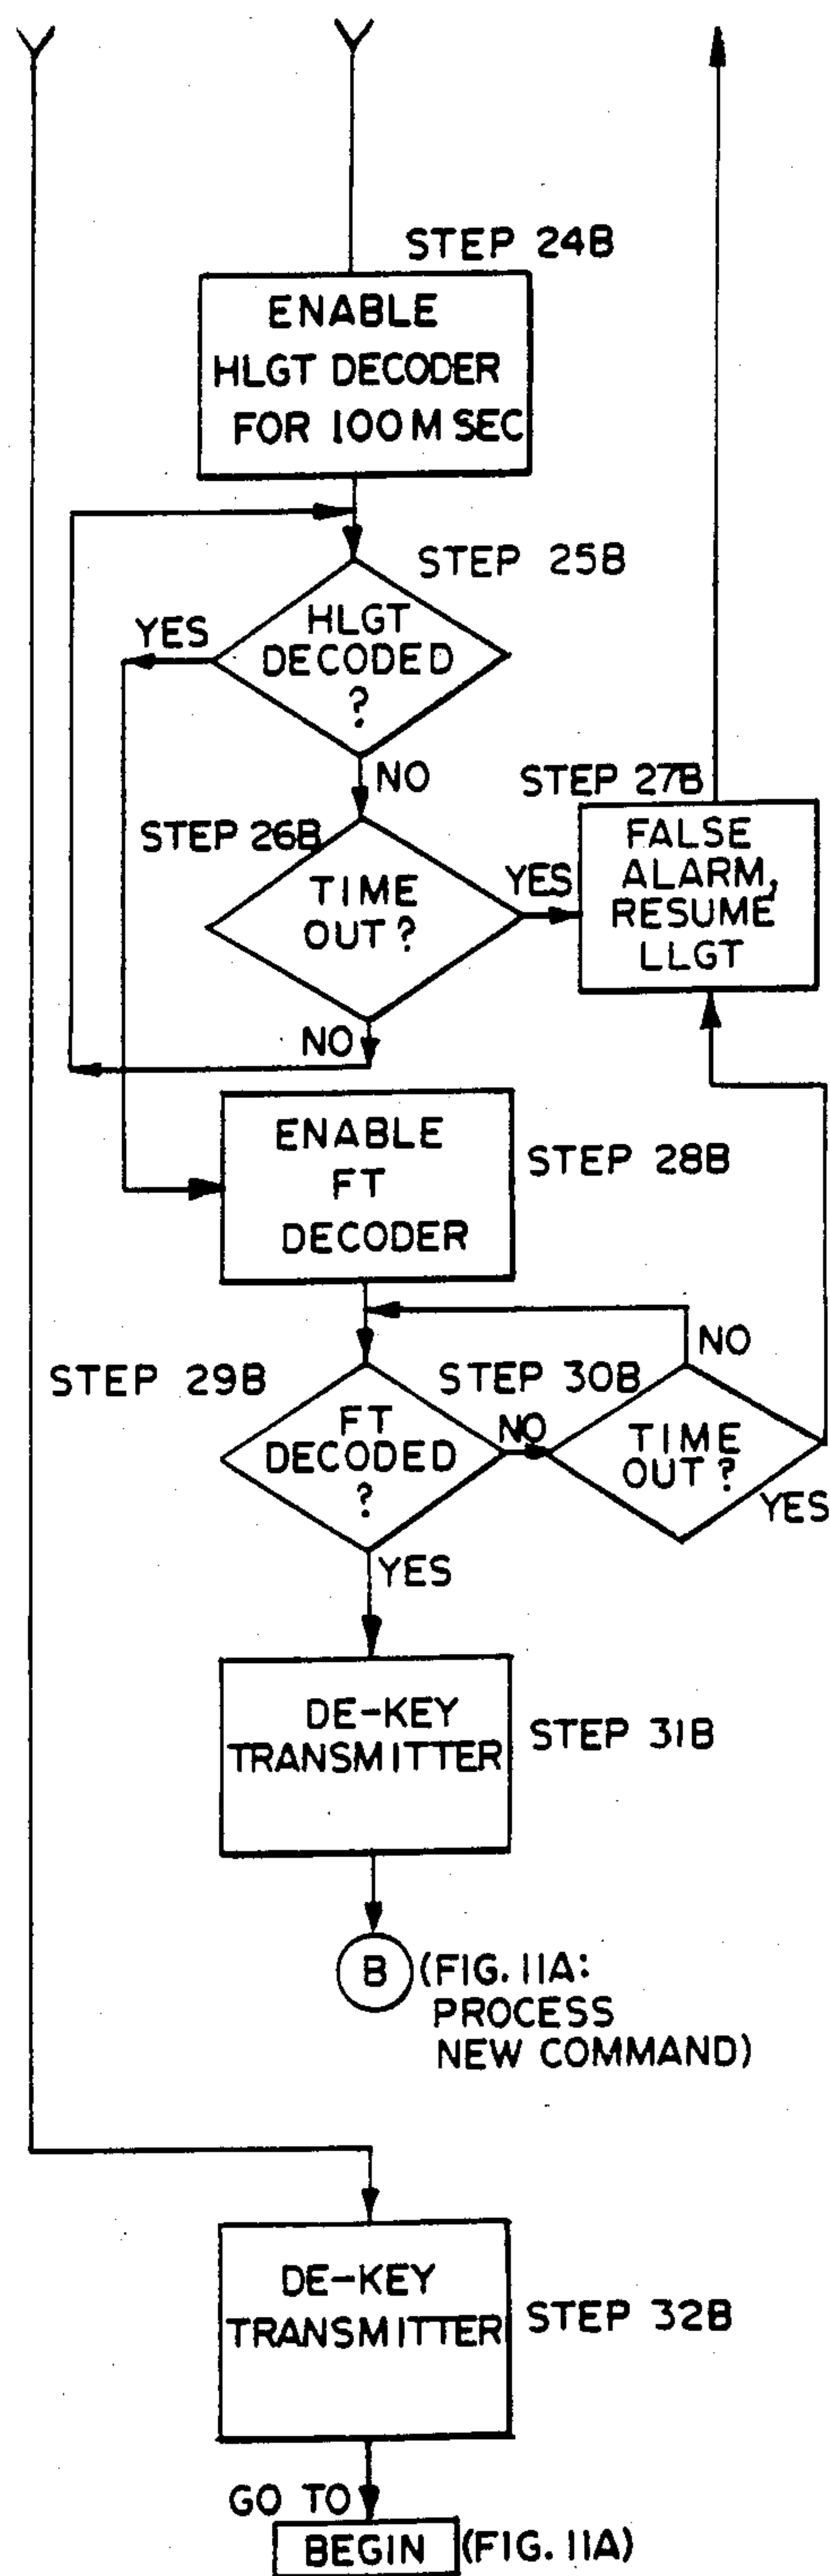 STEP 24B
ENABLE
HLGT DECODER
FOR 100 M SEC
STEP 25B
YES
HLGT
DECODED
?
NO
STEP 26B
TIME
OUT?
YES
NO
STEP 27B
FALSE
ALARM,
RESUME
LLGT
ENABLE
FT
DECODER
STEP 28B
STEP 29B
FT
DECODED
?
NO
STEP 30B
TIME
OUT?
NO
YES
YES
DE-KEY
TRANSMITTER
STEP 31B
B (FIG. 11A:
PROCESS
NEW COMMAND)
DE-KEY
TRANSMITTER
STEP 32B
GO TO
BEGIN (FIG. 11A)